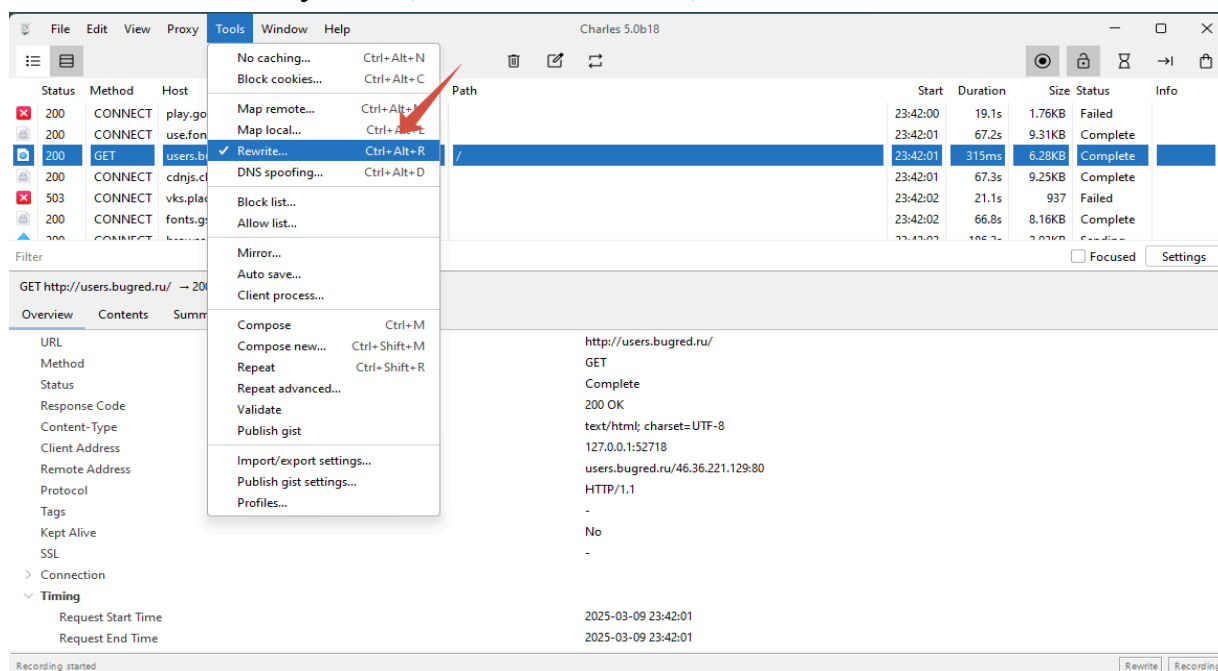 File Edit View Proxy Tools Window Help Charles 5.0b18
Status Method Host Path Start Duration Size Status Info
200 CONNECT play.go 23:42:00 19.1s 1.76KB Failed
200 CONNECT use.fon 23:42:01 67.2s 9.31KB Complete
200 GET users.b / 23:42:01 315ms 6.28KB Complete
200 CONNECT cdnjs.cl 23:42:01 67.3s 9.25KB Complete
503 CONNECT vks.plac 23:42:02 21.1s 937 Failed
200 CONNECT fonts.g 23:42:02 66.8s 8.16KB Complete
No caching... Ctrl+Alt+N
Block cookies... Ctrl+Alt+C
Map remote...
Map local...
Rewrite... Ctrl+Alt+R
DNS spoofing... Ctrl+Alt+D
Block list...
Allow list...
Mirror...
Auto save...
Client process...
Compose Ctrl+M
Compose new... Ctrl+Shift+M
Repeat Ctrl+Shift+R
Repeat advanced...
Validate
Publish gist
Import/export settings...
Publish gist settings...
Profiles...
Filter Focused Settings
GET http://users.bugred.ru/ → 200
Overview Contents Summ
URL http://users.bugred.ru/
Method GET
Status Complete
Response Code 200 OK
Content-Type text/html; charset=UTF-8
Client Address 127.0.0.1:52718
Remote Address users.bugred.ru/46.36.221.129:80
Protocol HTTP/1.1
Tags -
Kept Alive No
SSL -
Connection
Timing
Request Start Time 2025-03-09 23:42:01
Request End Time 2025-03-09 23:42:01
Recording started Rewrite Recording